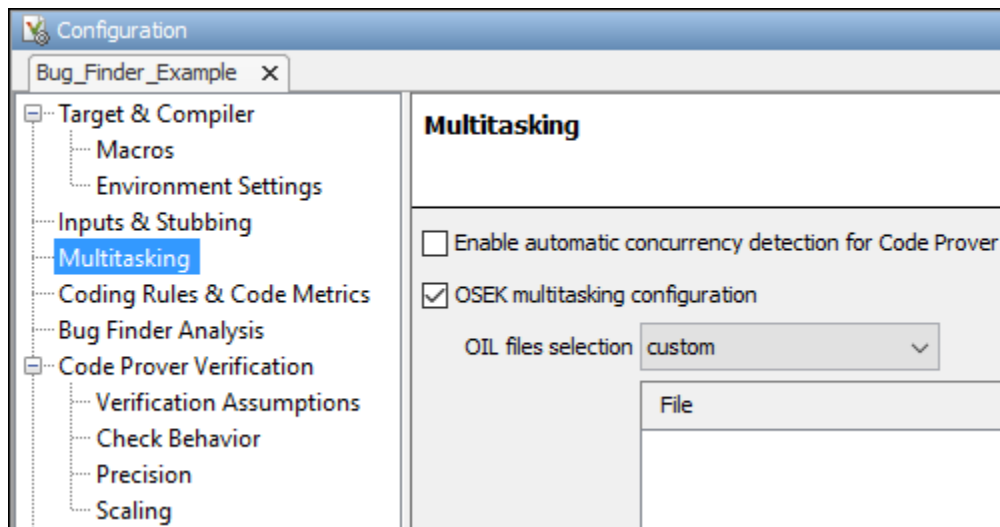 Configuration
Bug_Finder_Example
Target & Compiler
Macros
Environment Settings
Inputs & Stubbing
Multitasking
Coding Rules & Code Metrics
Bug Finder Analysis
Code Prover Verification
Verification Assumptions
Check Behavior
Precision
Scaling
Multitasking
Enable automatic concurrency detection for Code Prover
OSEK multitasking configuration
OIL files selection custom
File